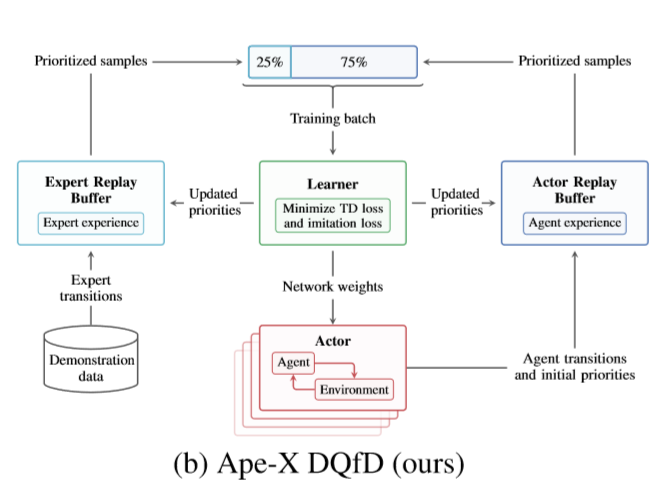 Prioritized samples
25%
75%
Prioritized samples
Training batch
Expert Replay
Buffer
Expert experience
Updated
priorities
Learner
Minimize TD loss
and imitation loss
Updated
priorities
Actor Replay
Buffer
Agent experience
Expert
transitions
Network weights
Demonstration
data
Actor
Agent
Environment
Agent transitions
and initial priorities
(b) Ape-X DQfD (ours)